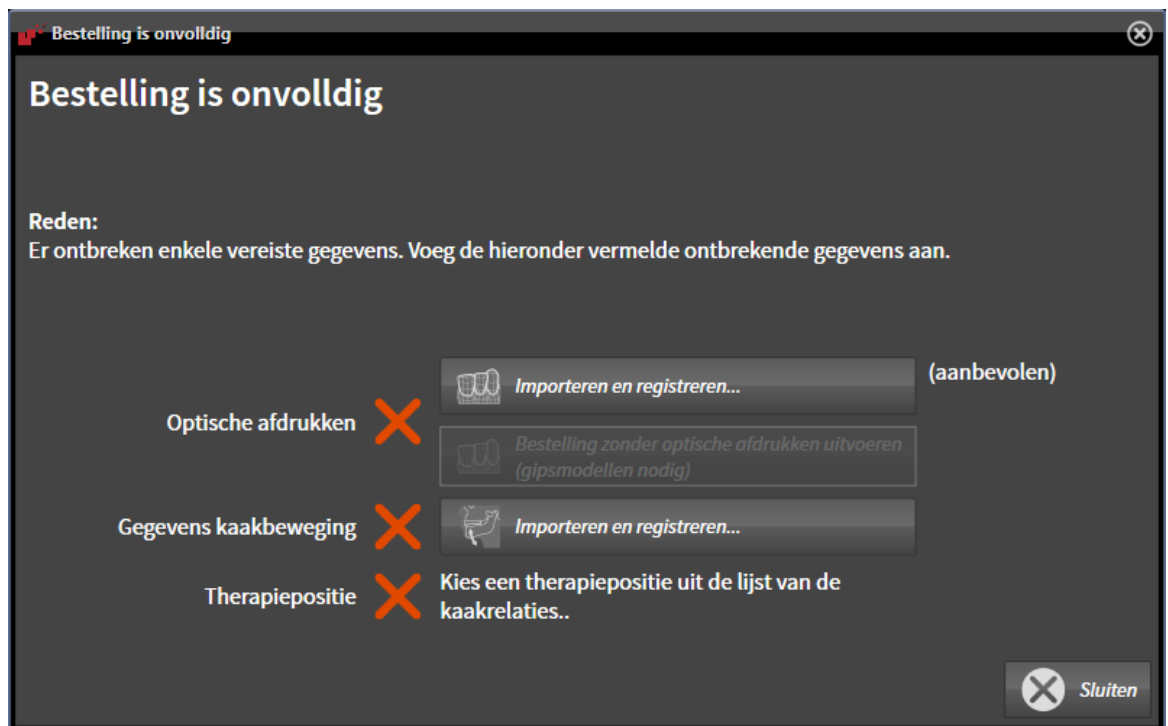 Bestelling is onvolldig
Bestelling is onvolldig
Reden:
Er ontbreken enkele vereiste gegevens. Voeg de hieronder vermelde ontbrekende gegevens aan.
Optische afdrukken
Importeren en registreren...
(aanbevolen)
Bestelling zonder optische afdrukken uitvoeren
(gipsmodellen nodig)
Gegevens kaakbeweging
Importeren en registreren...
Therapiepositie
Kies een therapiepositie uit de lijst van de
kaakrelaties..
Sluiten